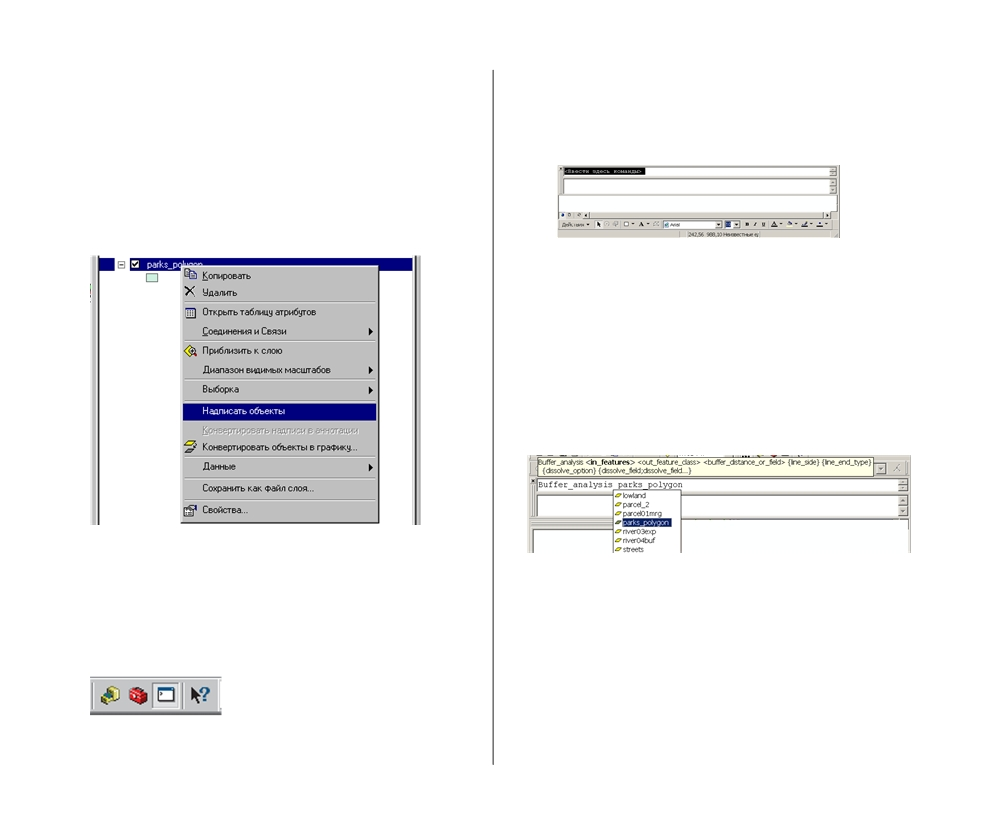 parks_polygon
Копировать
Удалить
Открыть таблицу атрибутов
Соединения и Связи
Приблизить к слою
Диапазон видимых масштабов
Выборка
Надписать объекты
Конвертировать надписи в аннотации
Конвертировать объекты в графику...
Данные
Сохранить как файл слоя...
Свойства...
<Ввести здесь команды>
Действия
Arial
242,56 988,10 Неизвестные
Buffer_analysis <in_features> <out_feature_class> <buffer_distance_or_field> {line_side} {line_end_type}
{dissolve_option} {dissolve_field;dissolve_field...}
Buffer_analysis parks_polygon
lowland
parcel_2
parcel01mrg
parks_polygon
river03exp
river04buf
streets